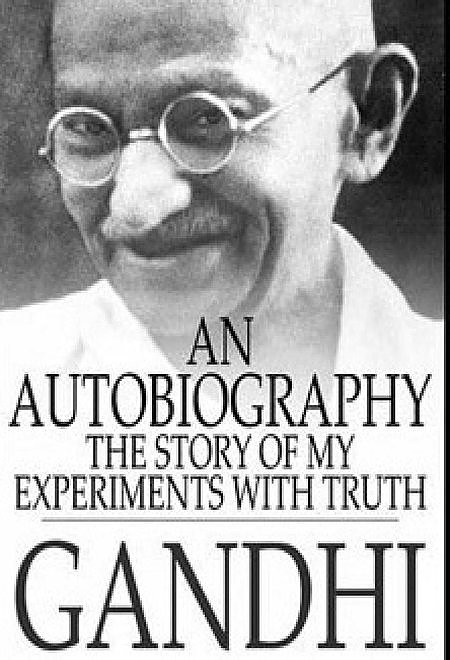 AN
AUTOBIOGRAPHY
THE STORY OF MY
EXPERIMENTS WITH TRUTH
GANDHI